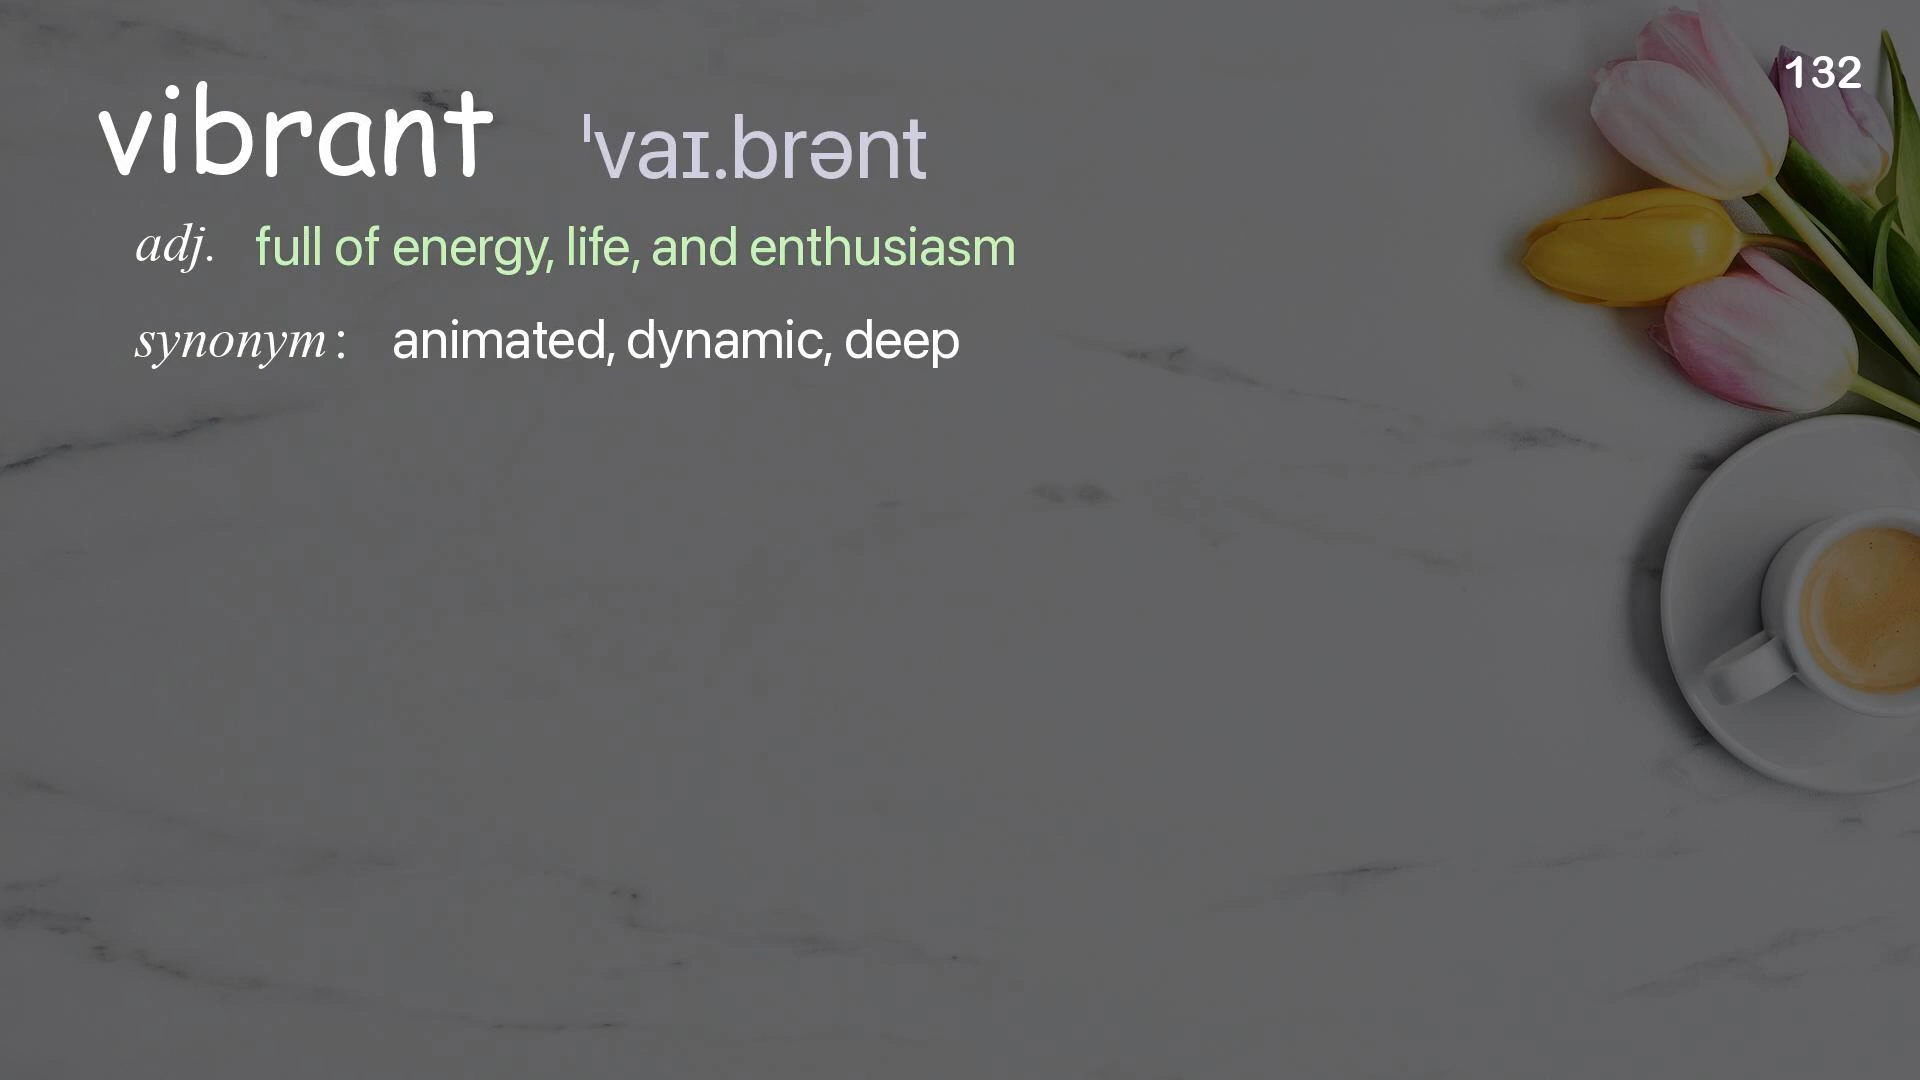 132
vibrant ˈvaɪ.brənt
adj. full of energy, life, and enthusiasm
synonym: animated, dynamic, deep